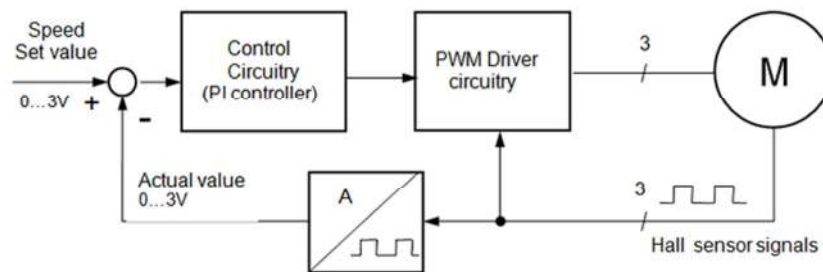 Speed
Set value
0...3V
+
-
Control
Circuitry
(PI controller)
PWM Driver
circuitry
3
M
Actual value
0...3V
A
3
Hall sensor signals